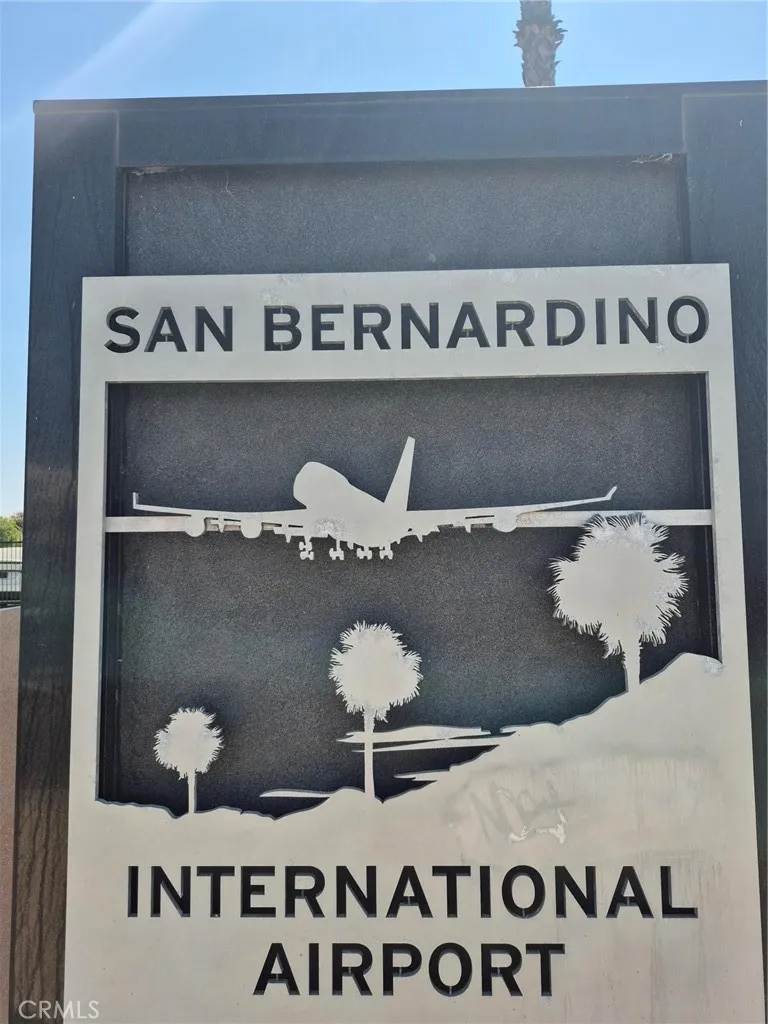 SAN BERNARDINO
INTERNATIONAL
AIRPORT
CRMLS